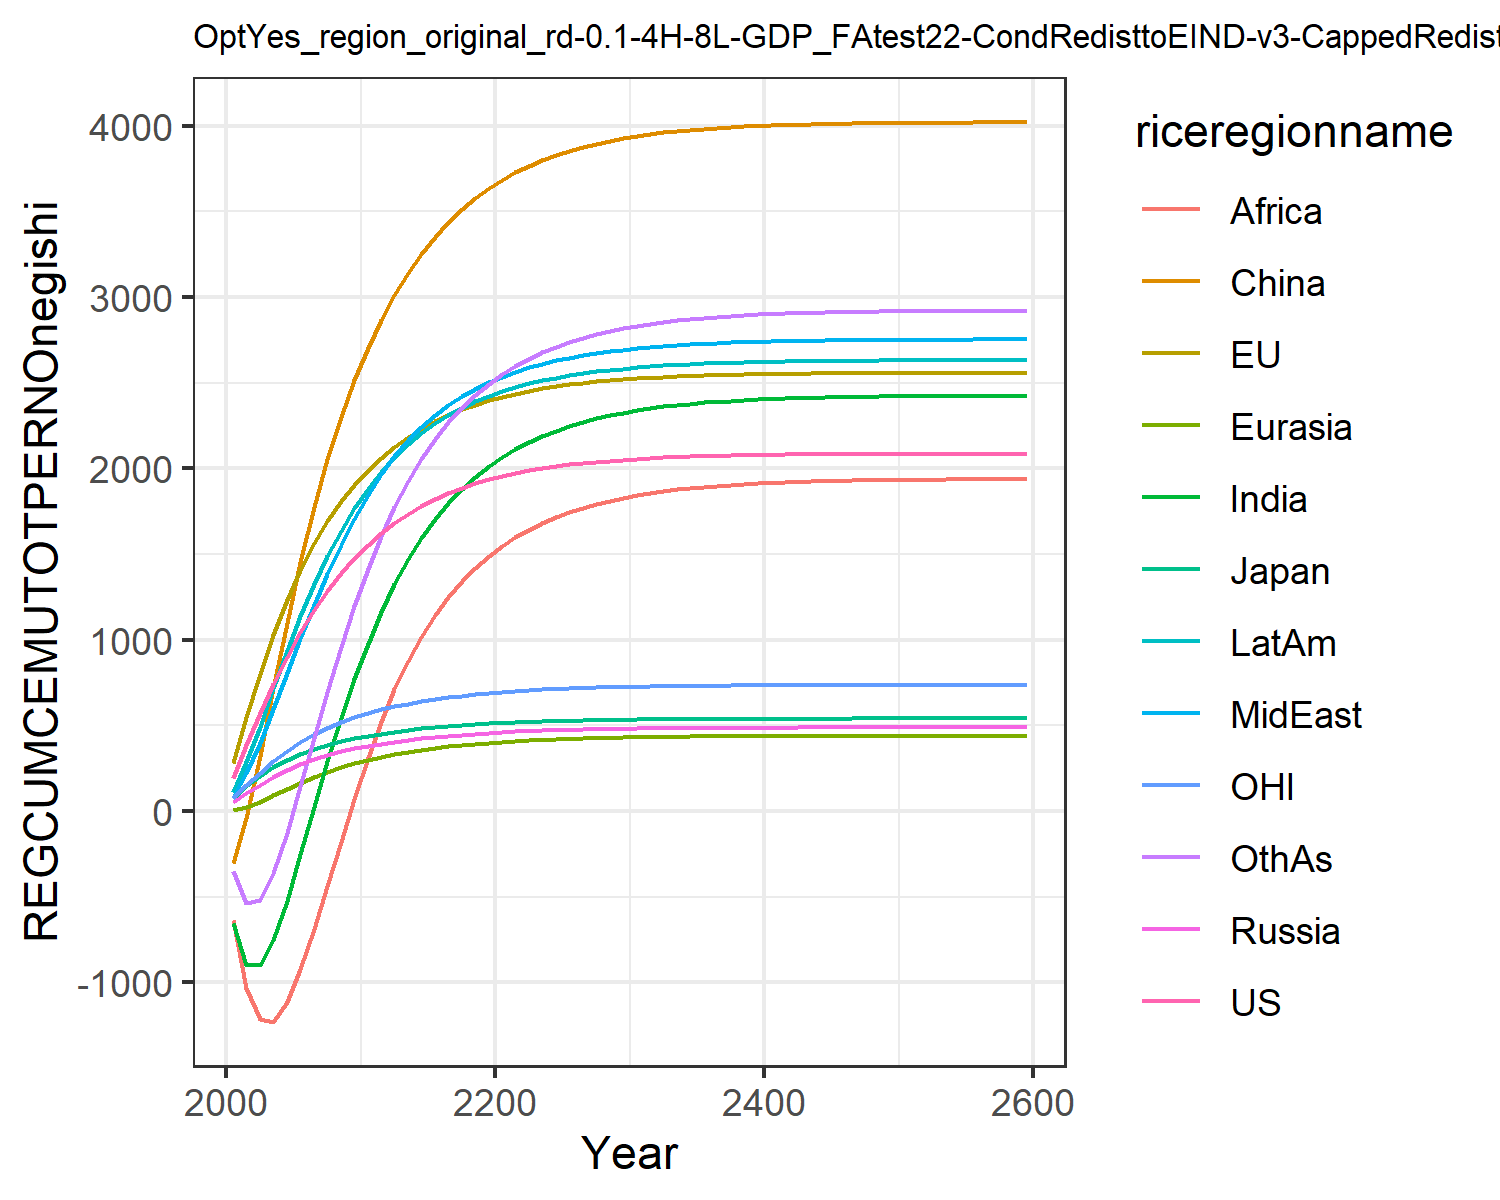 OptYes_region_original_rd-0.1-4H-8L-GDP_FAtest22-CondRedisttoEIND-v3-CappedRedist
REGCUMCEMUTOTPERNOnegishi
4000
3000
2000
1000
0
-1000
2000 2200 2400 2600
Year
riceregionname
Africa
China
EU
Eurasia
India
Japan
LatAm
MidEast
OHI
OthAs
Russia
US